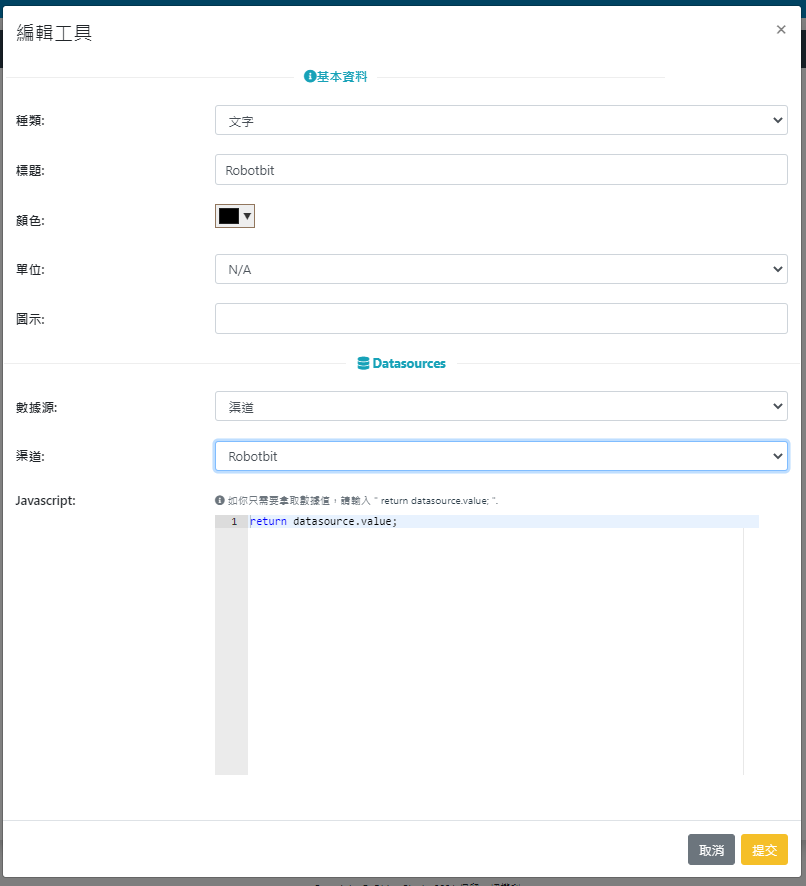 編輯工具
×
基本資料
種類:
文字
標題:
Robotbit
顏色:
單位:
N/A
圖示:
Datasources
數據源:
渠道
渠道:
Robotbit
Javascript:
如你只需要拿取數據值，請輸入 " return datasource.value; ".
1 return datasource.value;
取消 提交